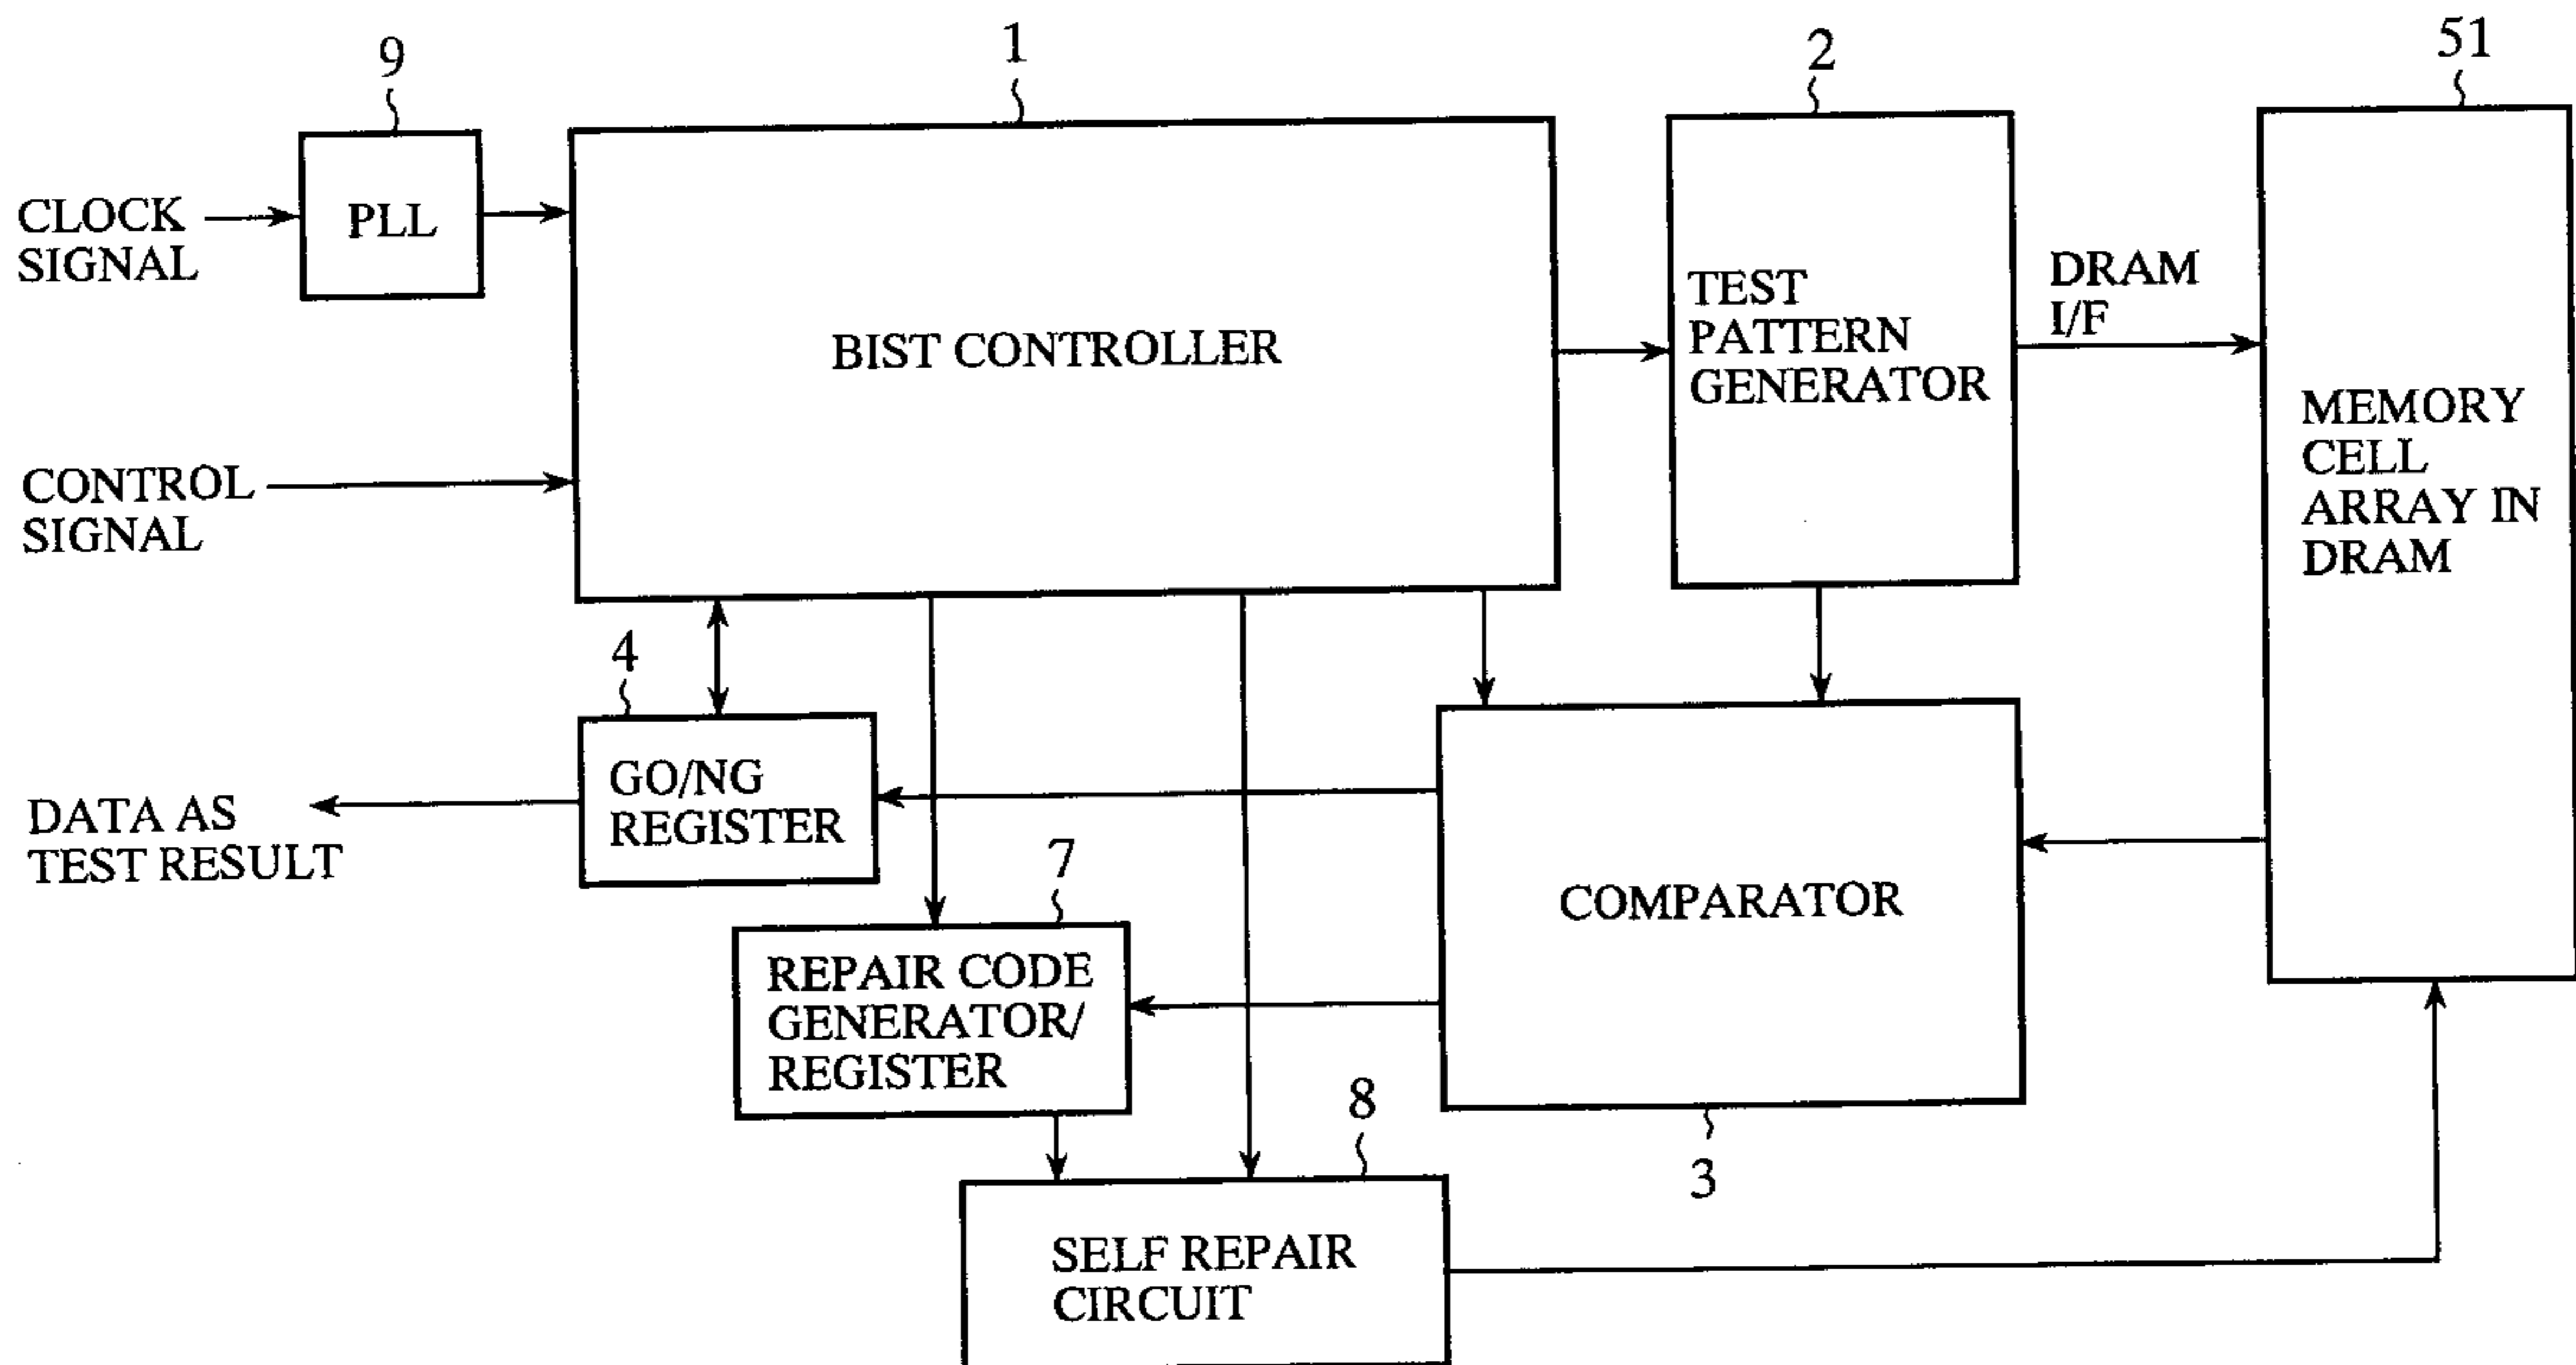 9
1
2
51
CLOCK
SIGNAL
PLL
BIST CONTROLLER
TEST
PATTERN
GENERATOR
DRAM
I/F
MEMORY
CELL
ARRAY IN
DRAM
CONTROL
SIGNAL
4
GO/NG
REGISTER
DATA AS
TEST RESULT
7
REPAIR CODE
GENERATOR/
REGISTER
COMPARATOR
3
8
SELF REPAIR
CIRCUIT